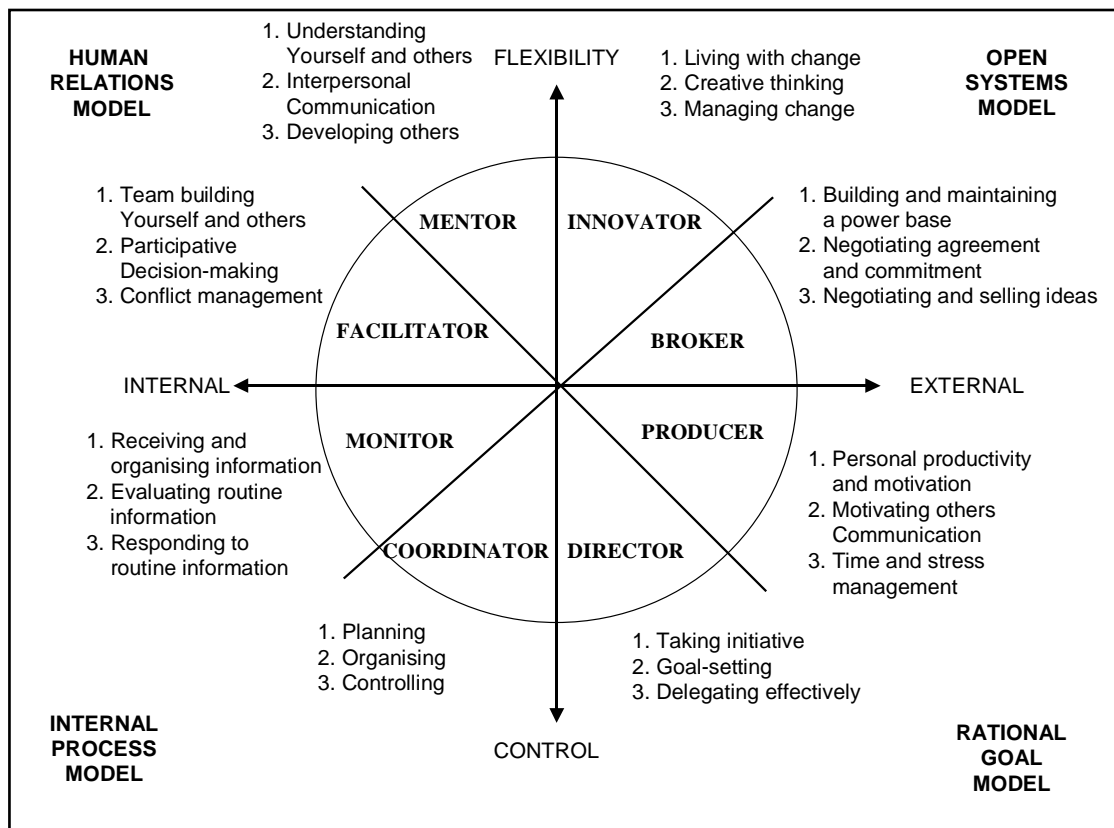 HUMAN
RELATIONS
MODEL
1. Understanding
Yourself and others
2. Interpersonal
Communication
3. Developing others
FLEXIBILITY
1. Living with change
2. Creative thinking
3. Managing change
OPEN
SYSTEMS
MODEL
1. Team building
Yourself and others
2. Participative
Decision-making
3. Conflict management
MENTOR
INNOVATOR
1. Building and maintaining
a power base
2. Negotiating agreement
and commitment
3. Negotiating and selling ideas
FACILITATOR
BROKER
INTERNAL
EXTERNAL
MONITOR
PRODUCER
1. Receiving and
organising information
2. Evaluating routine
information
3. Responding to
routine information
1. Personal productivity
and motivation
2. Motivating others
Communication
3. Time and stress
management
COORDINATOR
DIRECTOR
1. Planning
2. Organising
3. Controlling
1. Taking initiative
2. Goal-setting
3. Delegating effectively
INTERNAL
PROCESS
MODEL
CONTROL
RATIONAL
GOAL
MODEL